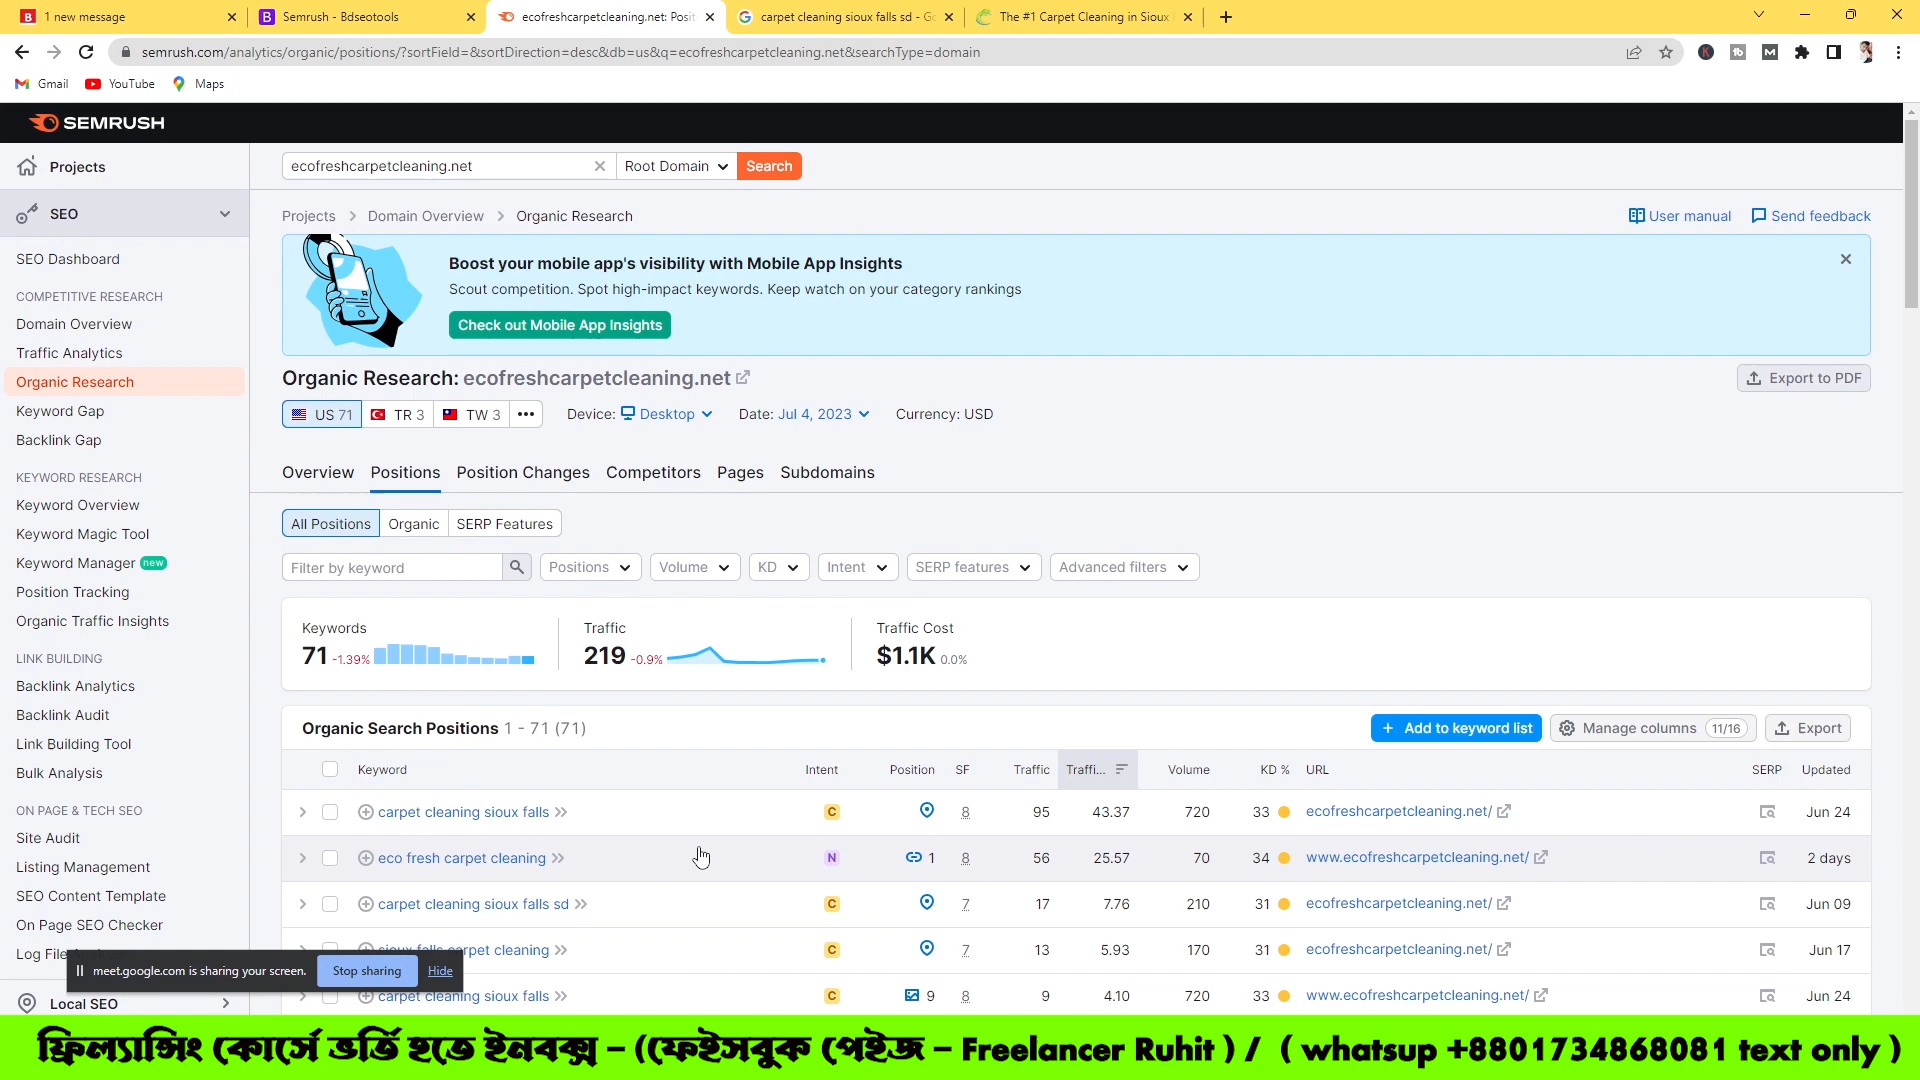 1 new message
Semrush - Bdseotools
ecofreshcarpetcleaning.net: Posit
carpet cleaning sioux falls sd - Go
The #1 Carpet Cleaning in Sioux
semrush.com/analytics/organic/positions/?sortField=&sortDirection=desc&db=us&q=ecofreshcarpetcleaning.net&searchType=domain
Gmail YouTube Maps
SEMRUSH
Projects
ecofreshcarpetcleaning.net Root Domain Search
SEO
Projects > Domain Overview > Organic Research
User manual Send feedback
SEO Dashboard
COMPETITIVE RESEARCH
Domain Overview
Traffic Analytics
Organic Research
Keyword Gap
Backlink Gap
KEYWORD RESEARCH
Keyword Overview
Keyword Magic Tool
Keyword Manager new
Position Tracking
Organic Traffic Insights
LINK BUILDING
Backlink Analytics
Backlink Audit
Link Building Tool
Bulk Analysis
ON PAGE & TECH SEO
Site Audit
Listing Management
SEO Content Template
On Page SEO Checker
Log File
Local SEO
Boost your mobile app's visibility with Mobile App Insights
Scout competition. Spot high-impact keywords. Keep watch on your category rankings
Check out Mobile App Insights
Organic Research: ecofreshcarpetcleaning.net
Export to PDF
US 71 TR 3 TW 3 ••• Device: Desktop Date: Jul 4, 2023 Currency: USD
Overview Positions Position Changes Competitors Pages Subdomains
All Positions Organic SERP Features
Filter by keyword Positions Volume KD Intent SERP features Advanced filters
Keywords Traffic Traffic Cost
71 -1.39% 219 -0.9% $1.1K 0.0%
Organic Search Positions 1 - 71 (71)
+ Add to keyword list Manage columns 11/16 Export
Keyword Intent Position SF Traffic Traffi... Volume KD % URL SERP Updated
carpet cleaning sioux falls C 8 95 43.37 720 33 ecofreshcarpetcleaning.net/ Jun 24
eco fresh carpet cleaning N 1 8 56 25.57 70 34 www.ecofreshcarpetcleaning.net/ 2 days
carpet cleaning sioux falls sd C 7 17 7.76 210 31 ecofreshcarpetcleaning.net/ Jun 09
sioux falls carpet cleaning C 7 13 5.93 170 31 ecofreshcarpetcleaning.net/ Jun 17
carpet cleaning sioux falls C 9 8 9 4.10 720 33 www.ecofreshcarpetcleaning.net/ Jun 24
meet.google.com is sharing your screen. Stop sharing Hide
ফ্রিল্যান্সিং কোর্সে ভর্তি হতে ইনবক্স – ((ফেইসবুক পেইজ – Freelancer Ruhit ) / ( whatsup +8801734868081 text only )